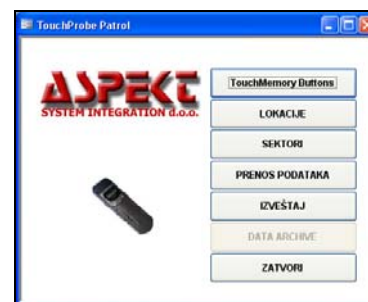 TouchProbe Patrol
ASPEKT
SYSTEM INTEGRATION d.o.o.
TouchMemory Buttons
LOKACIJE
SEKTORI
PRENOS PODATAKA
IZVEŠTAJ
DATA ARCHIVE
ZATVORI